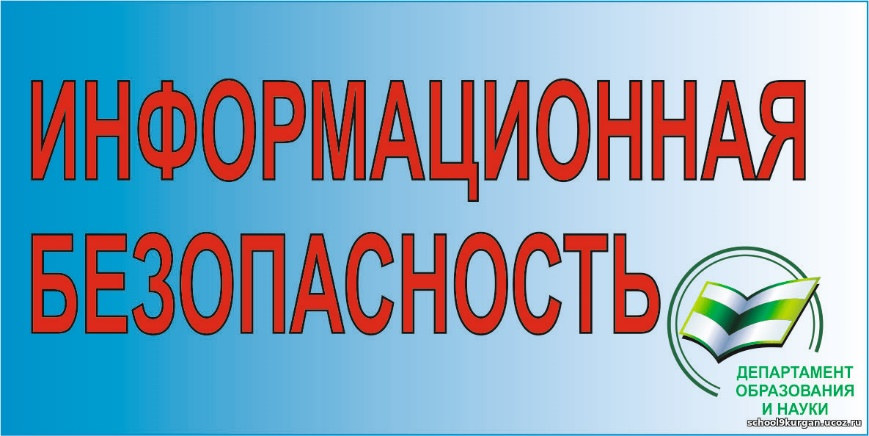 ИНФОРМАЦИОННАЯ
БЕЗОПАСНОСТЬ
ДЕПАРТАМЕНТ
ОБРАЗОВАНИЯ
И НАУКИ
school9kurgan.ucoz.ru